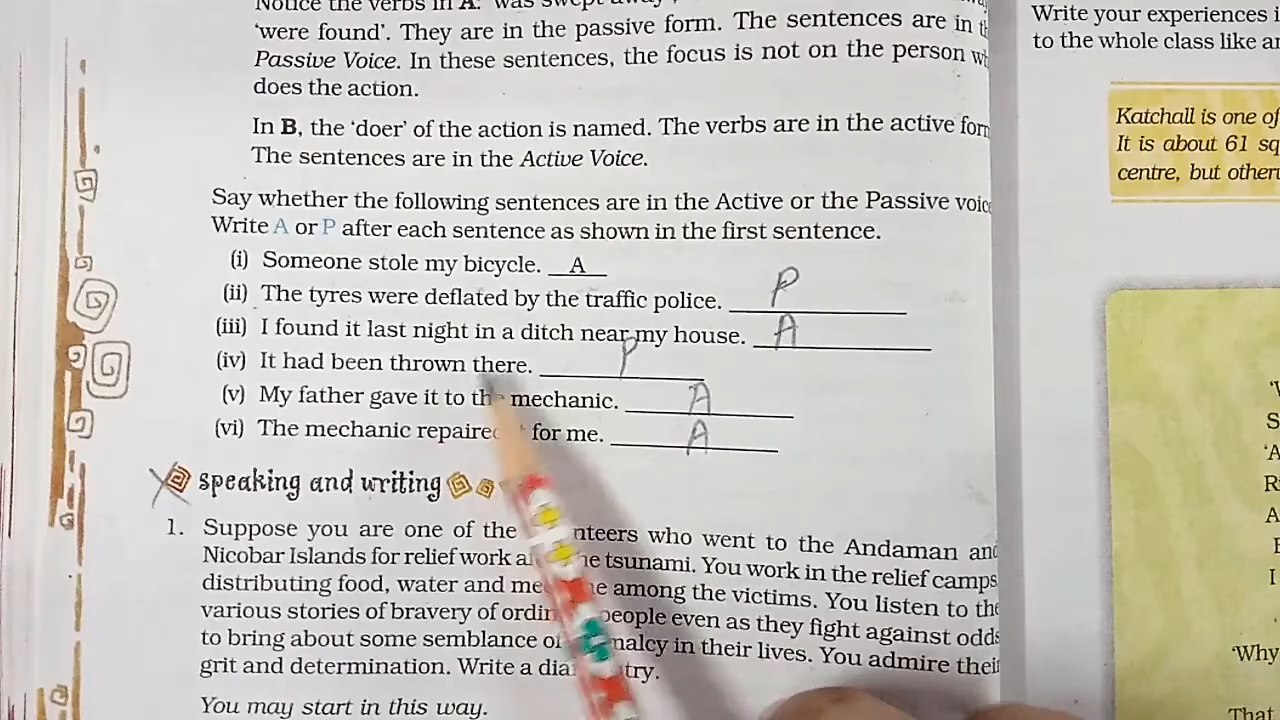 Notice the verbs in A: 'was swept away',
'were found'. They are in the passive form. The sentences are in
Passive Voice. In these sentences, the focus is not on the person
does the action.
In B, the 'doer' of the action is named. The verbs are in the active
The sentences are in the Active Voice.
Say whether the following sentences are in the Active or the Passive
Write A or P after each sentence as shown in the first sentence.
(i) Someone stole my bicycle. A
(ii) The tyres were deflated by the traffic police. P
(iii) I found it last night in a ditch near my house. A
(iv) It had been thrown there. P
(v) My father gave it to mechanic. A
(vi) The mechanic for me. A
speaking and writing
1. Suppose you are one of the who went to the Andaman and
Nicobar Islands for relief work tsunami. You work in the relief camps
distributing food, water and among the victims. You listen to the
various stories of bravery of people even as they fight against odds
to bring about some semblance in their lives. You admire their
grit and determination. Write a
You may start in this way.
Write your experiences
to the whole class like
Katchall is one of
It is about 61
centre, but
I
'Why
That